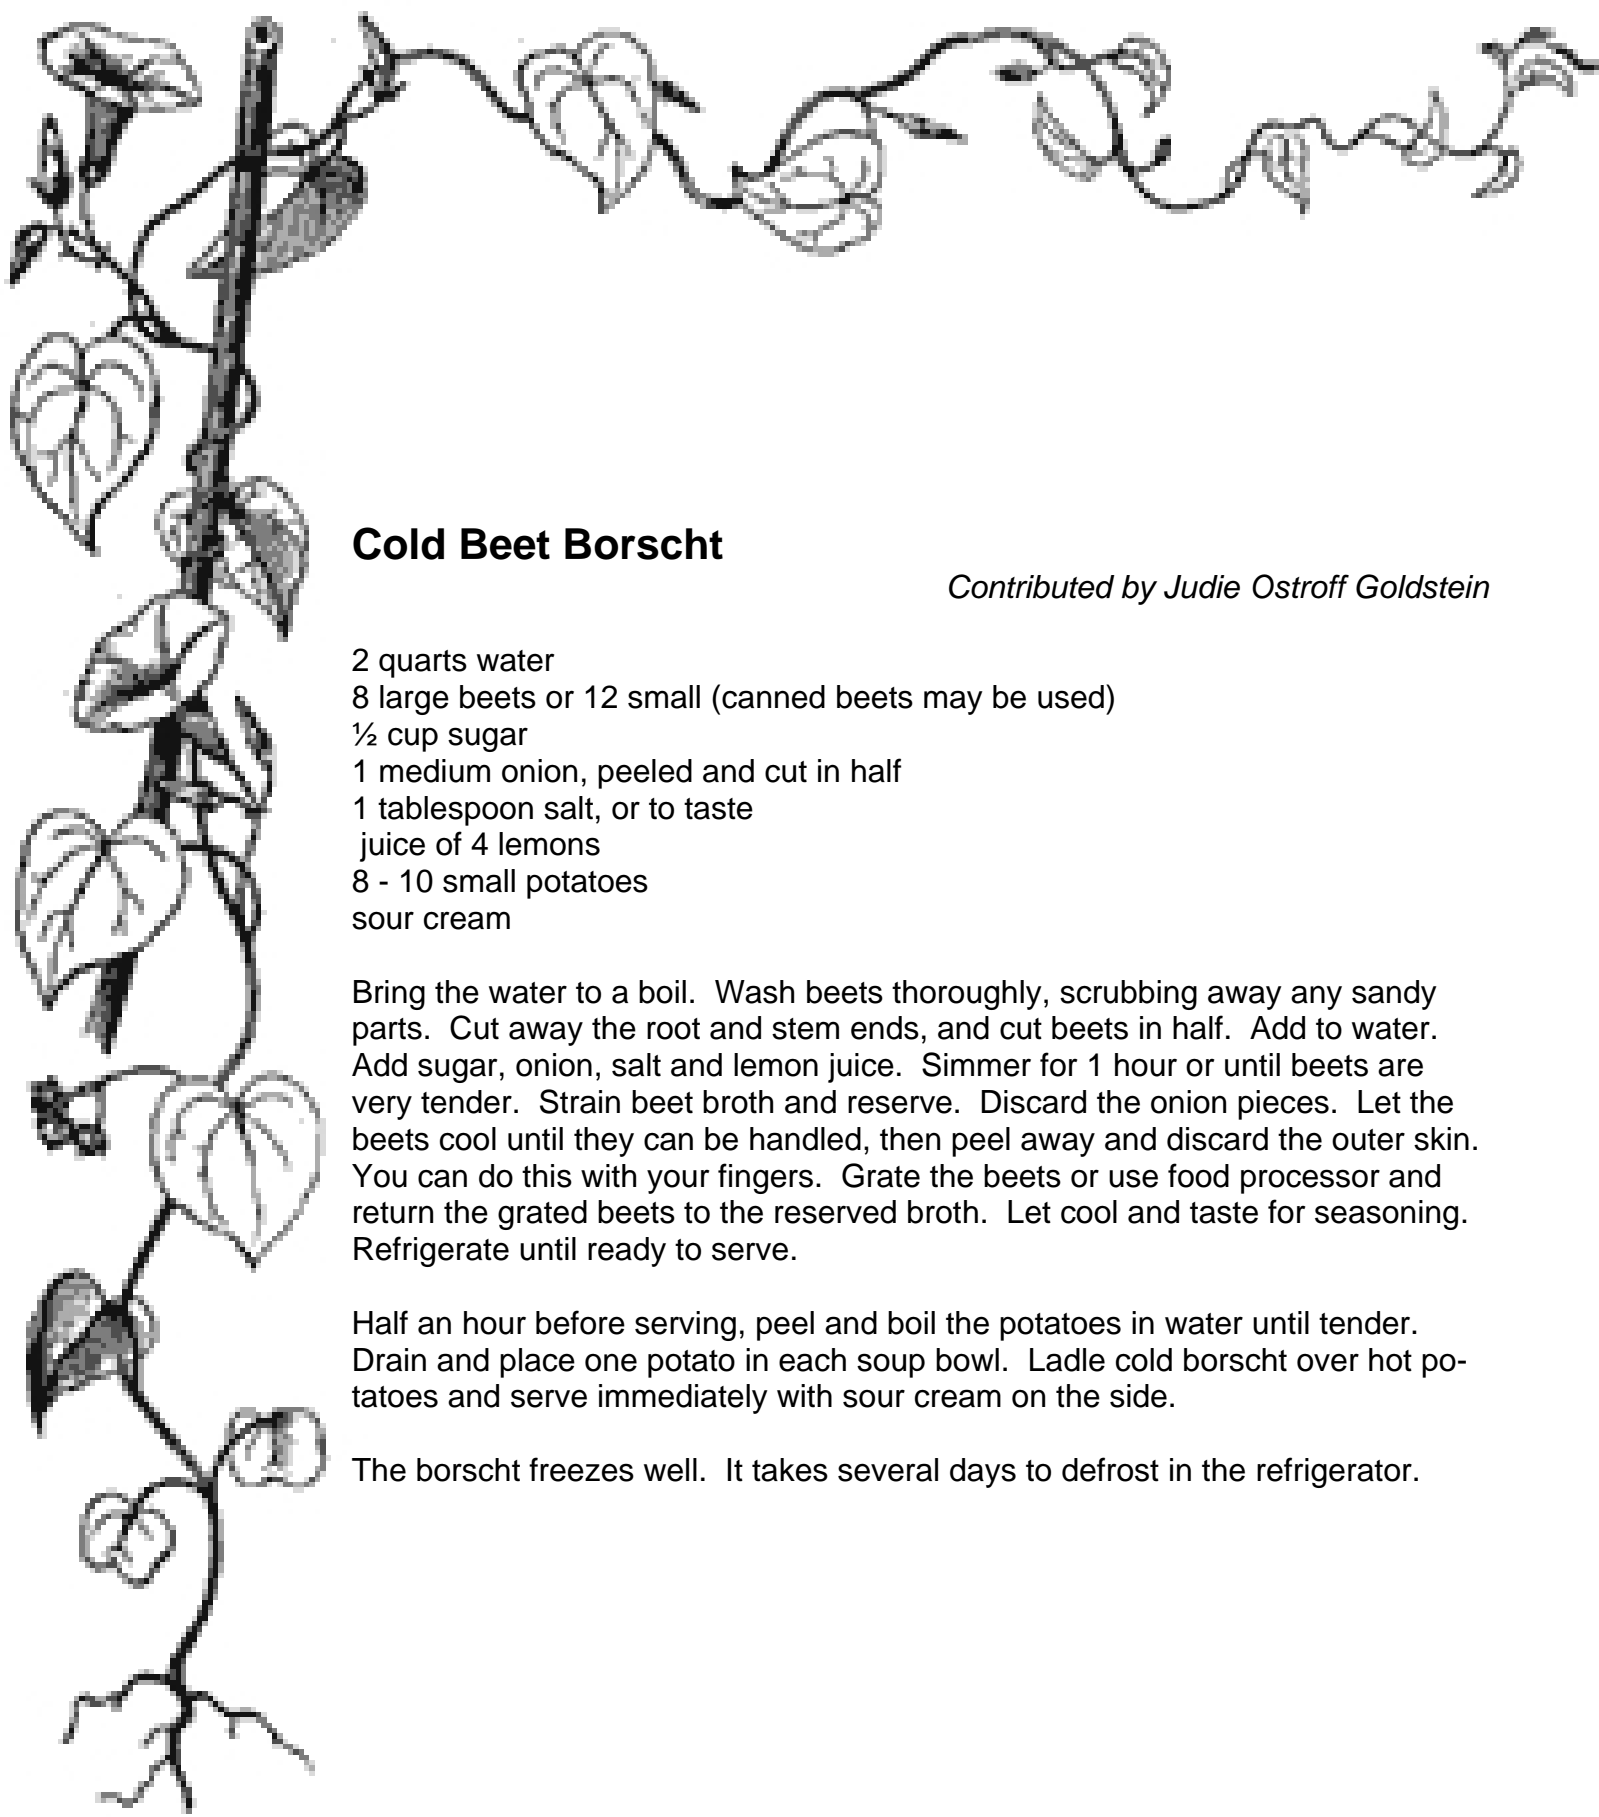 Cold Beet Borscht
Contributed by Judie Ostroff Goldstein
2 quarts water
8 large beets or 12 small (canned beets may be used)
½ cup sugar
1 medium onion, peeled and cut in half
1 tablespoon salt, or to taste
juice of 4 lemons
8 - 10 small potatoes
sour cream
Bring the water to a boil.  Wash beets thoroughly, scrubbing away any sandy
parts.  Cut away the root and stem ends, and cut beets in half.  Add to water.
Add sugar, onion, salt and lemon juice.  Simmer for 1 hour or until beets are
very tender.  Strain beet broth and reserve.  Discard the onion pieces.  Let the
beets cool until they can be handled, then peel away and discard the outer skin.
You can do this with your fingers.  Grate the beets or use food processor and
return the grated beets to the reserved broth.  Let cool and taste for seasoning.
Refrigerate until ready to serve.
Half an hour before serving, peel and boil the potatoes in water until tender.
Drain and place one potato in each soup bowl.  Ladle cold borscht over hot po-
tatoes and serve immediately with sour cream on the side.
The borscht freezes well.  It takes several days to defrost in the refrigerator.